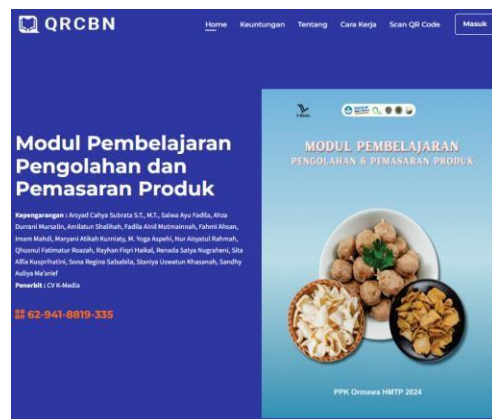 QRCBN
Home Keuntungan Tentang Cara Kerja Scan QR Code Masuk
Modul Pembelajaran
Pengolahan dan
Pemasaran Produk
Kepengarangan : Arsyad Cahya Subrata S.T., M.T., Salwa Ayu Fadila, Ahza
Durrani Mursalin, Amilatun Shalihah, Fadila Ainil Mutmainnah, Fahmi Ahsan,
Imam Mahdi, Maryani Atikah Kurniaty, M. Yoga Aspehi, Nur Aisyatul Rahmah,
Qhusnul Fatimatur Roazah, Rayhan Fiqri Haikal, Renada Satya Nugraheni, Sita
Alfia Kusprihatini, Sona Regina Salsabila, Staniya Uswatun Khasanah, Sandhy
Auliya Ma'arief
Penerbit : CV K-Media
62-941-8819-335
K-Media
MODUL PEMBELAJARAN
PENGOLAHAN & PEMASARAN PRODUK
PPK Ormawa HMTP 2024